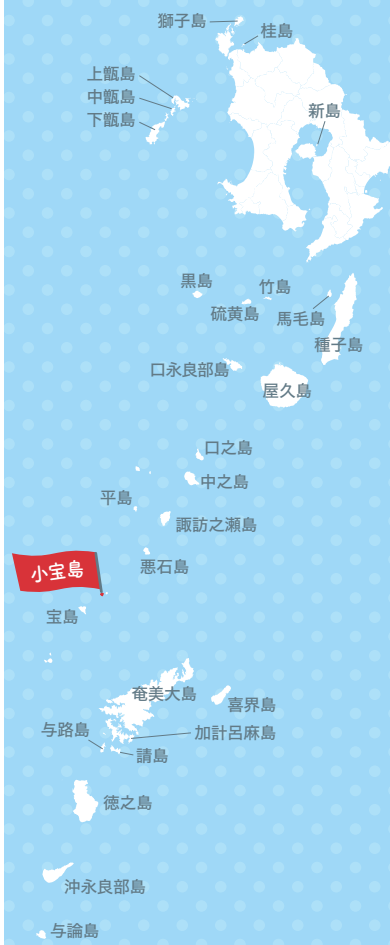 獅子島
桂島
上甑島
中甑島
下甑島
新島
黒島
竹島
硫黄島
馬毛島
種子島
口永良部島
屋久島
口之島
中之島
平島
諏訪之瀬島
悪石島
小宝島
宝島
奄美大島
喜界島
与路島
加計呂麻島
請島
徳之島
沖永良部島
与論島